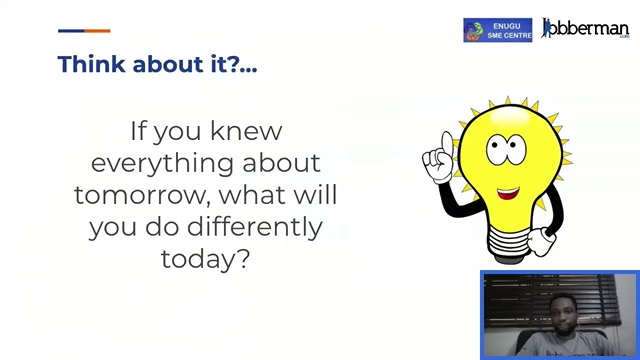 ENUGU
SME CENTRE
Jobberman
.com
Think about it?...
If you knew
everything about
tomorrow, what will
you do differently
today?